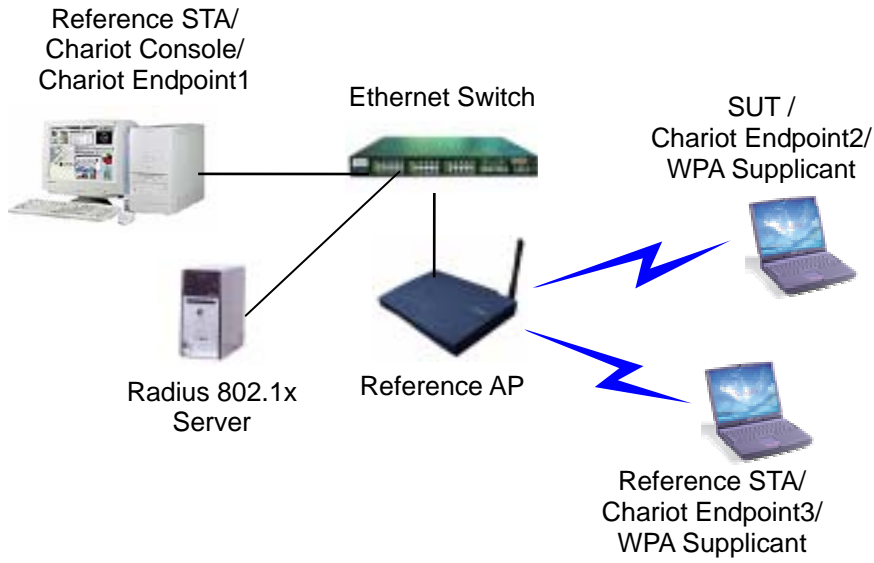 Reference STA/
Chariot Console/
Chariot Endpoint1
Ethernet Switch
SUT /
Chariot Endpoint2/
WPA Supplicant
Radius 802.1x
Server
Reference AP
Reference STA/
Chariot Endpoint3/
WPA Supplicant